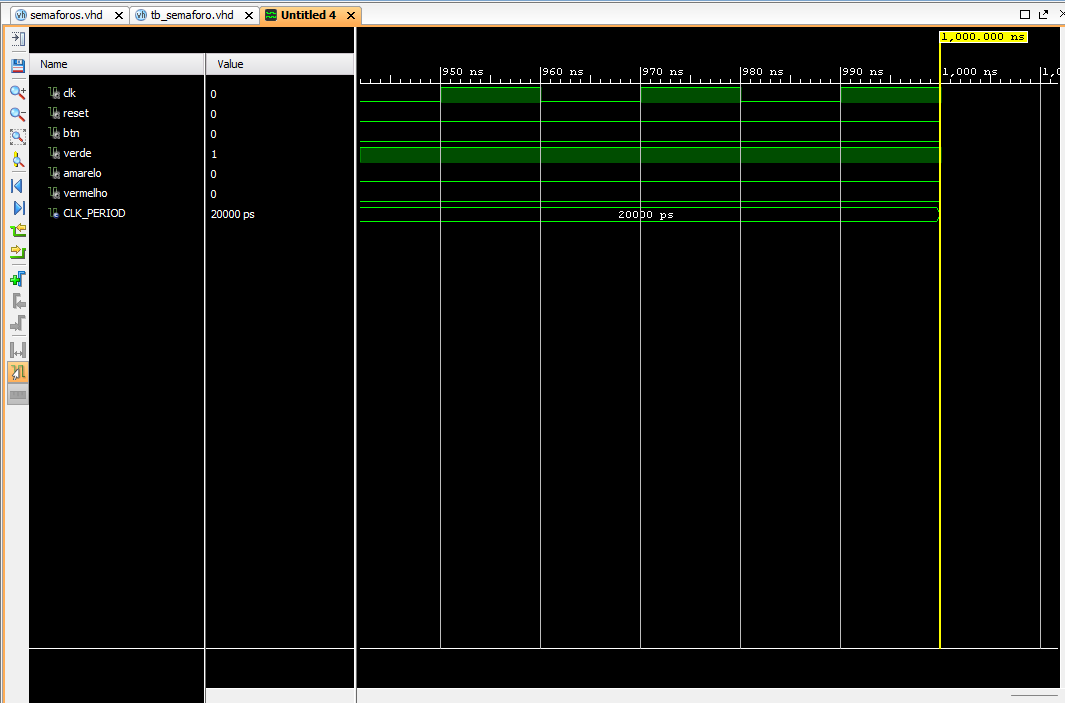 semaforos.vhd tb_semaforo.vhd Untitled 4
1,000.000 ns
Name Value
950 ns 960 ns 970 ns 980 ns 990 ns 1,000 ns
clk 0
reset 0
btn 0
verde 1
amarelo 0
vermelho 0
CLK_PERIOD 20000 ps 20000 ps